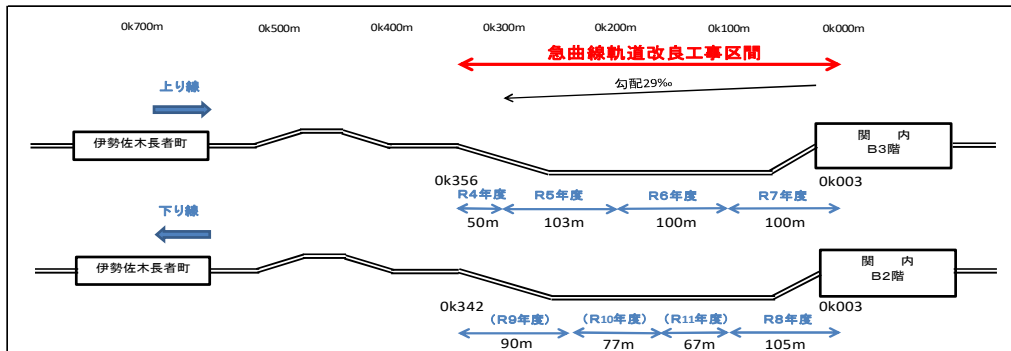 0k700m 0k500m 0k400m 0k300m 0k200m 0k100m 0k000m
急曲線軌道改良工事区間
勾配29‰
上り線
伊勢佐木長者町
関 内
B3階
0k356
0k003
R4年度 R5年度 R6年度 R7年度
50m 103m 100m 100m
下り線
伊勢佐木長者町
関 内
B2階
0k342
0k003
(R9年度) (R10年度) (R11年度) R8年度
90m 77m 67m 105m